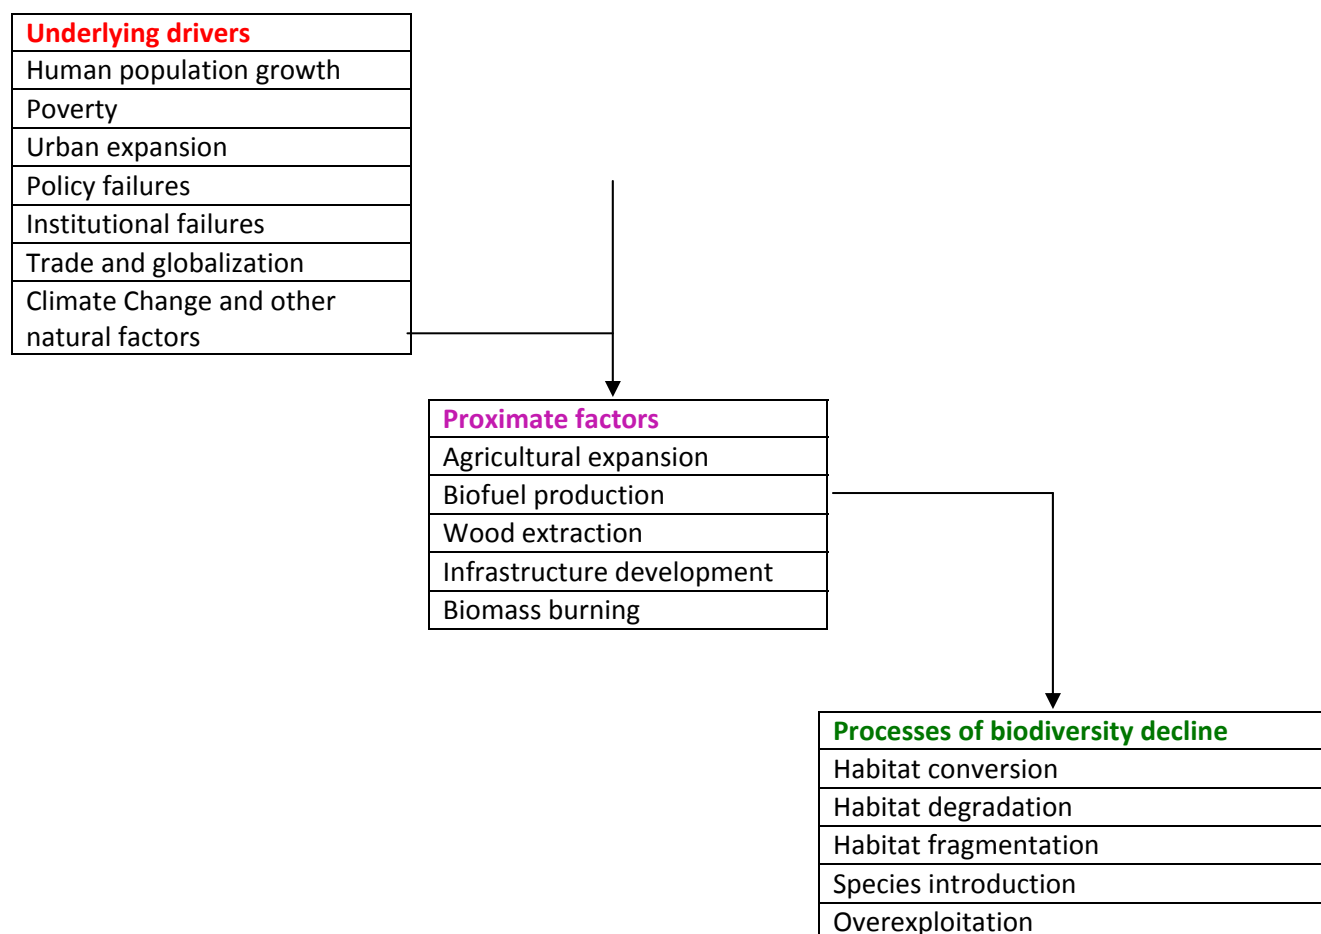 Underlying drivers
Human population growth
Poverty
Urban expansion
Policy failures
Institutional failures
Trade and globalization
Climate Change and other
natural factors
Proximate factors
Agricultural expansion
Biofuel production
Wood extraction
Infrastructure development
Biomass burning
Processes of biodiversity decline
Habitat conversion
Habitat degradation
Habitat fragmentation
Species introduction
Overexploitation